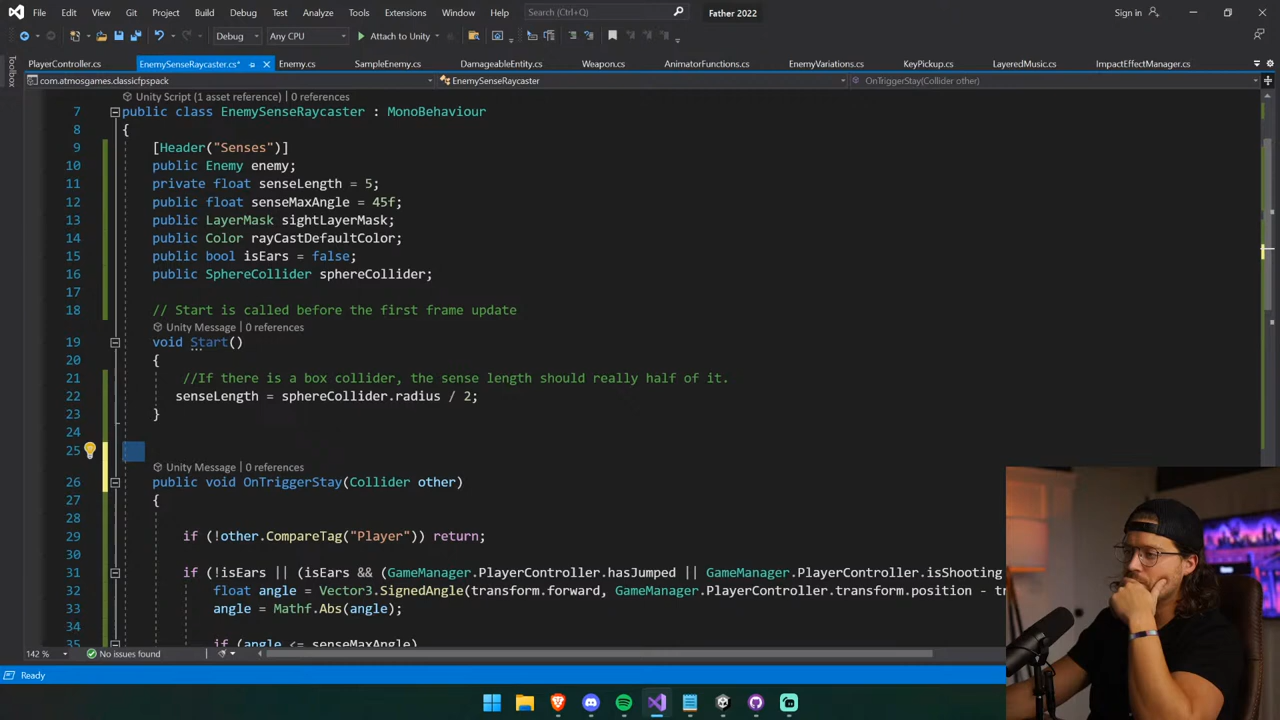 File Edit View Git Project Build Debug Test Analyze Tools Extensions Window Help Search (Ctrl+Q) Father 2022 Sign in
Debug Any CPU Attach to Unity
PlayerController.cs EnemySenseRaycaster.cs* Enemy.cs SampleEnemy.cs DamageableEntity.cs Weapon.cs AnimatorFunctions.cs EnemyVariations.cs KeyPickup.cs LayeredMusic.cs ImpactEffectManager.cs
Toolbox
com.atmosgames.classicfpspack EnemySenseRaycaster OnTriggerStay(Collider other)
Unity Script (1 asset reference) | 0 references
7 public class EnemySenseRaycaster : MonoBehaviour
8 {
9 [Header("Senses")]
10 public Enemy enemy;
11 private float senseLength = 5;
12 public float senseMaxAngle = 45f;
13 public LayerMask sightLayerMask;
14 public Color rayCastDefaultColor;
15 public bool isEars = false;
16 public SphereCollider sphereCollider;
17
18 // Start is called before the first frame update
Unity Message | 0 references
19 void Start()
20 {
21 //If there is a box collider, the sense length should really half of it.
22 senseLength = sphereCollider.radius / 2;
23 }
24
25
Unity Message | 0 references
26 public void OnTriggerStay(Collider other)
27 {
28
29 if (!other.CompareTag("Player")) return;
30
31 if (!isEars || (isEars && (GameManager.PlayerController.hasJumped || GameManager.PlayerController.isShooting
32 float angle = Vector3.SignedAngle(transform.forward, GameManager.PlayerController.transform.position - tr
33 angle = Mathf.Abs(angle);
34
35 if (angle <= senseMaxAngle)
142 % No issues found
Ready